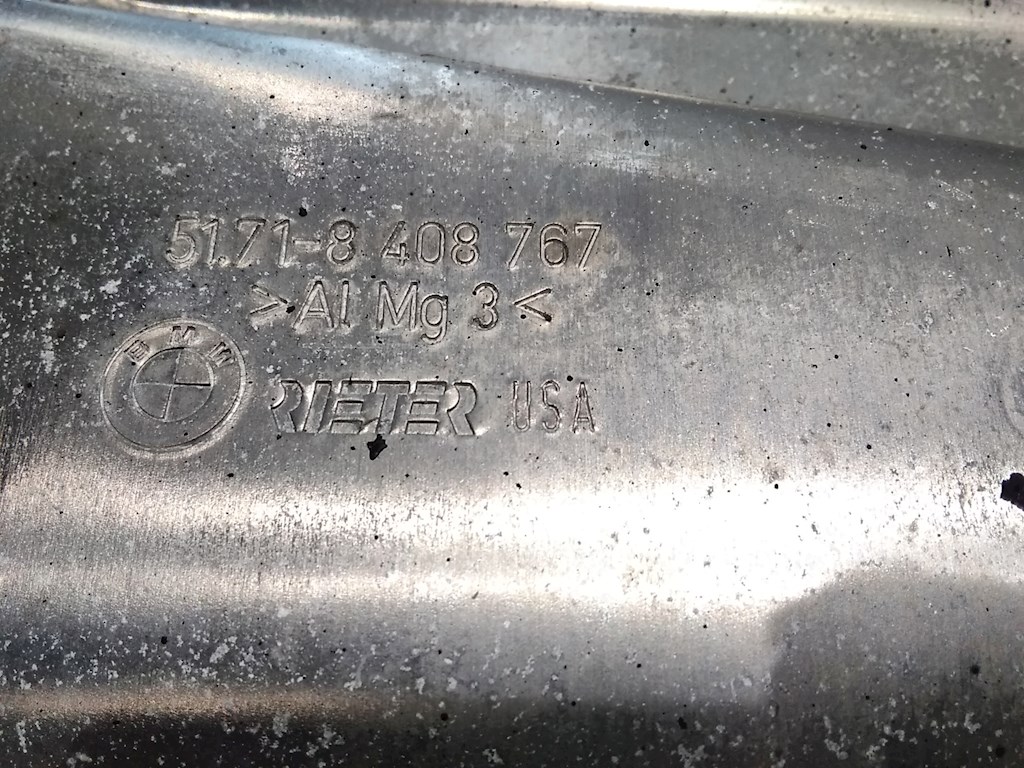 51.71-8 408 767
>Al Mg 3<
BMW
RIETER USA